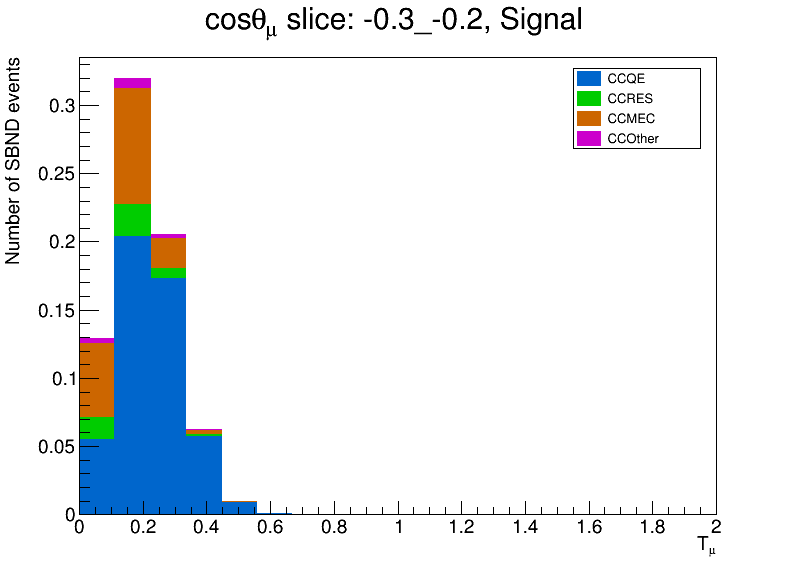 cosθμ slice: -0.3_-0.2, Signal
Number of SBND events
CCQE
CCRES
CCMEC
CCOther
0.3
0.25
0.2
0.15
0.1
0.05
0
0 0.2 0.4 0.6 0.8 1 1.2 1.4 1.6 1.8 2
Tμ